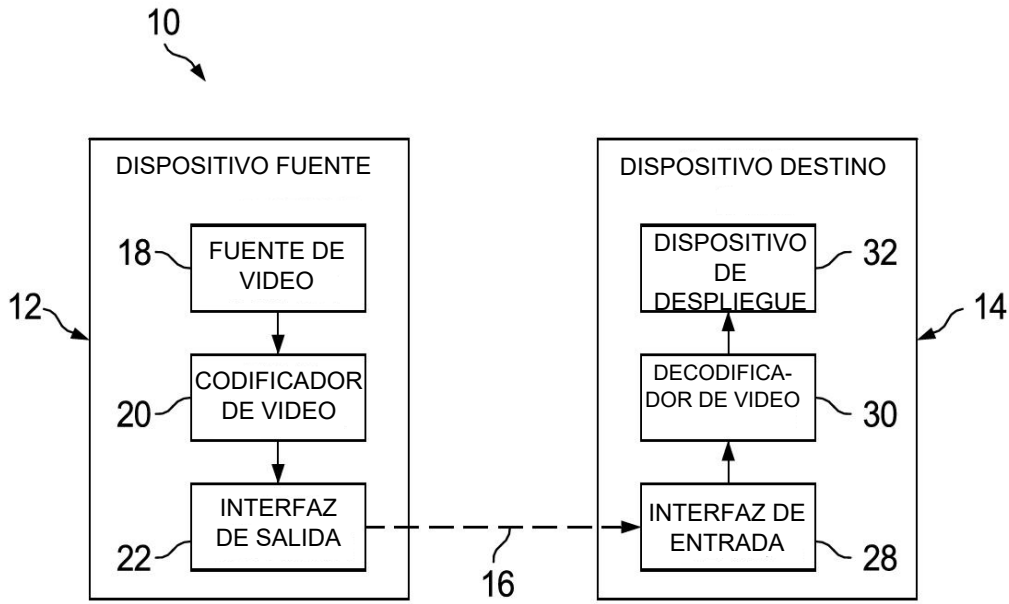 10
DISPOSITIVO FUENTE
18
FUENTE DE
VIDEO
12
20
CODIFICADOR
DE VIDEO
22
INTERFAZ
DE SALIDA
16
DISPOSITIVO DESTINO
DISPOSITIVO
DE
DESPLIEGUE
32
14
DECODIFICA-
DOR DE VIDEO
30
INTERFAZ DE
ENTRADA
28